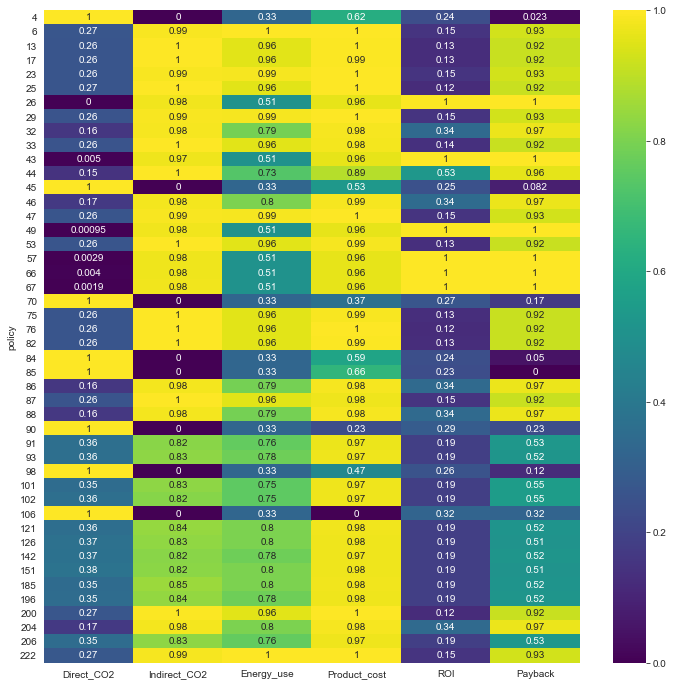 4 1 0 0.33 0.62 0.24 0.023
6 0.27 0.99 1 1 0.15 0.93
13 0.26 1 0.96 1 0.13 0.92
17 0.26 1 0.96 0.99 0.13 0.92
23 0.26 0.99 0.99 1 0.15 0.93
25 0.27 1 0.96 1 0.12 0.92
26 0 0.98 0.51 0.96 1 1
29 0.26 0.99 0.99 1 0.15 0.93
32 0.16 0.98 0.79 0.98 0.34 0.97
33 0.26 1 0.96 0.98 0.14 0.92
43 0.005 0.97 0.51 0.96 1 1
44 0.15 1 0.73 0.89 0.53 0.96
45 1 0 0.33 0.53 0.25 0.082
46 0.17 0.98 0.8 0.99 0.34 0.97
47 0.26 0.99 0.99 1 0.15 0.93
49 0.00095 0.98 0.51 0.96 1 1
53 0.26 1 0.96 0.99 0.13 0.92
57 0.0029 0.98 0.51 0.96 1 1
66 0.004 0.98 0.51 0.96 1 1
67 0.0019 0.98 0.51 0.96 1 1
70 1 0 0.33 0.37 0.27 0.17
75 0.26 1 0.96 0.99 0.13 0.92
76 0.26 1 0.96 1 0.12 0.92
82 0.26 1 0.96 0.99 0.13 0.92
84 1 0 0.33 0.59 0.24 0.05
85 1 0 0.33 0.66 0.23 0
86 0.16 0.98 0.79 0.98 0.34 0.97
87 0.26 1 0.96 0.98 0.15 0.92
88 0.16 0.98 0.79 0.98 0.34 0.97
90 1 0 0.33 0.23 0.29 0.23
91 0.36 0.82 0.76 0.97 0.19 0.53
93 0.36 0.83 0.78 0.97 0.19 0.52
98 1 0 0.33 0.47 0.26 0.12
101 0.35 0.83 0.75 0.97 0.19 0.55
102 0.36 0.82 0.75 0.97 0.19 0.55
106 1 0 0.33 0 0.32 0.32
121 0.36 0.84 0.8 0.98 0.19 0.52
126 0.37 0.83 0.8 0.98 0.19 0.51
142 0.37 0.82 0.78 0.97 0.19 0.52
151 0.38 0.82 0.8 0.98 0.19 0.51
185 0.35 0.85 0.8 0.98 0.19 0.52
196 0.35 0.84 0.78 0.98 0.19 0.52
200 0.27 1 0.96 1 0.12 0.92
204 0.17 0.98 0.8 0.98 0.34 0.97
206 0.35 0.83 0.76 0.97 0.19 0.53
222 0.27 0.99 1 1 0.15 0.93
Direct_CO2 Indirect_CO2 Energy_use Product_cost ROI Payback
policy
1.0
0.8
0.6
0.4
0.2
0.0